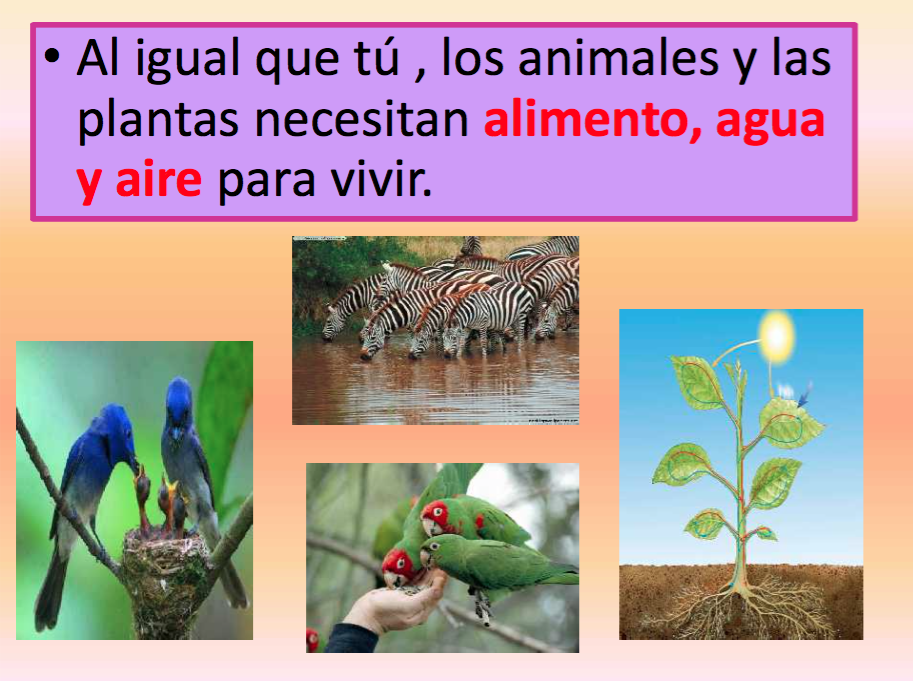 • Al igual que tú , los animales y las
plantas necesitan alimento, agua
y aire para vivir.